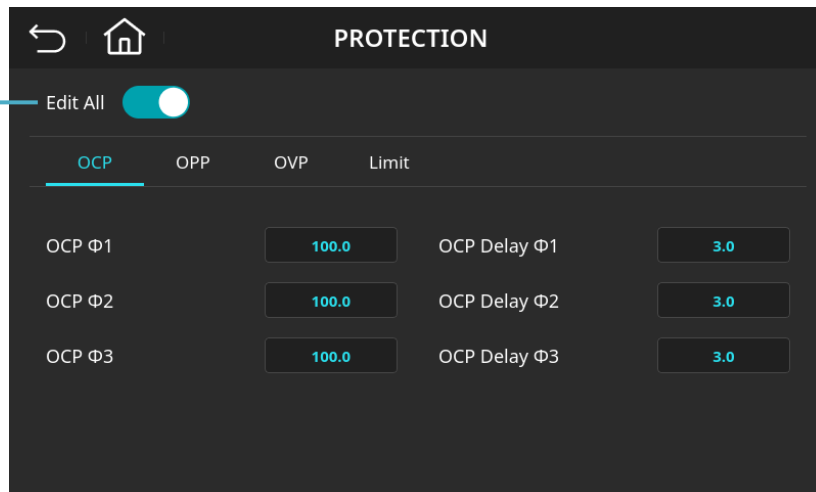 PROTECTION
Edit All
OCP OPP OVP Limit
OCP Φ1 100.0 OCP Delay Φ1 3.0
OCP Φ2 100.0 OCP Delay Φ2 3.0
OCP Φ3 100.0 OCP Delay Φ3 3.0